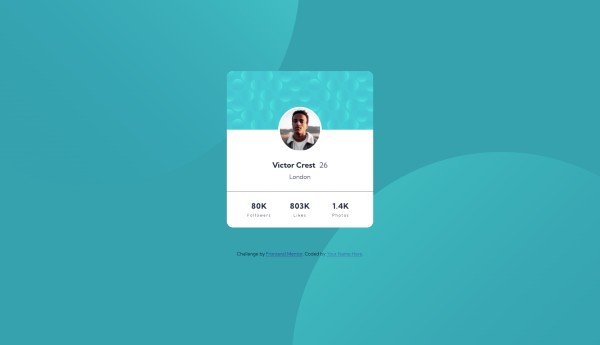 Victor Crest 26
London
80K 803K 1.4K
Followers Likes Photos
Challenge by Frontend Mentor. Coded by Your Name Here.